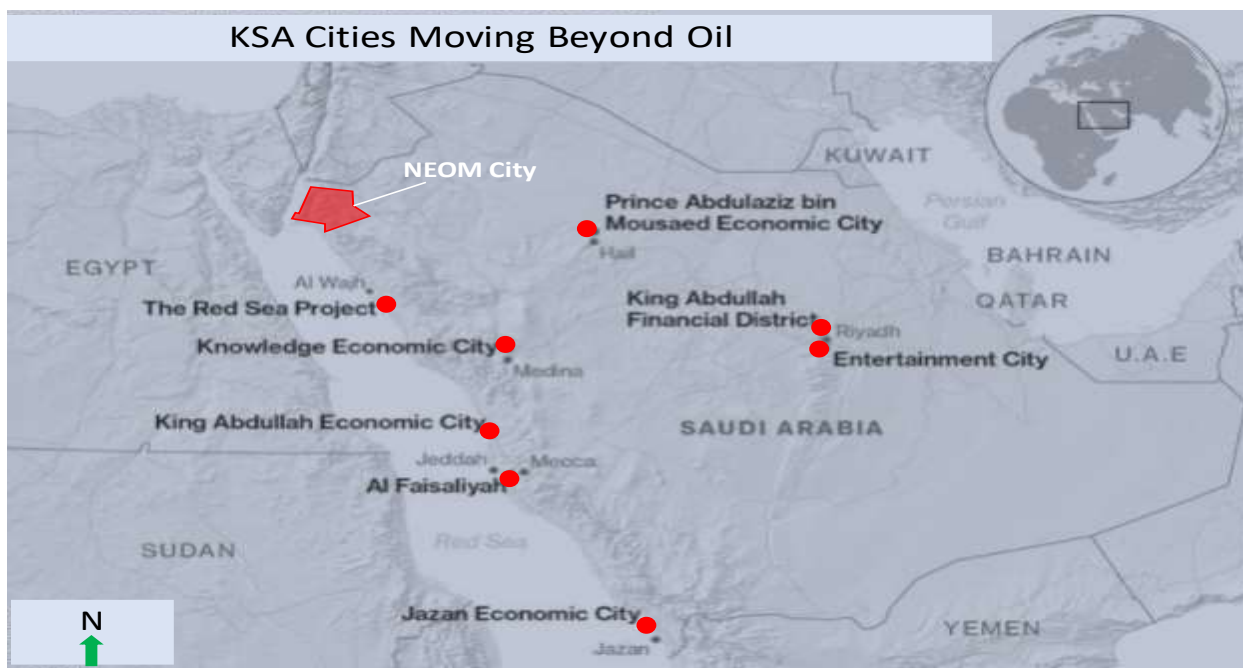 KSA Cities Moving Beyond Oil
KUWAIT
NEOM City
Persian
Gulf
Prince Abdulaziz bin
Mousaed Economic City
Hail
BAHRAIN
EGYPT
Al Wajh
The Red Sea Project
King Abdullah
Financial District
QATAR
Riyadh
Knowledge Economic City
Medina
Entertainment City
U.A.E
King Abdullah Economic City
SAUDI ARABIA
Jeddah
Mecca
Al Faisaliyah
SUDAN
Red Sea
Jazan Economic City
Jazan
YEMEN
N